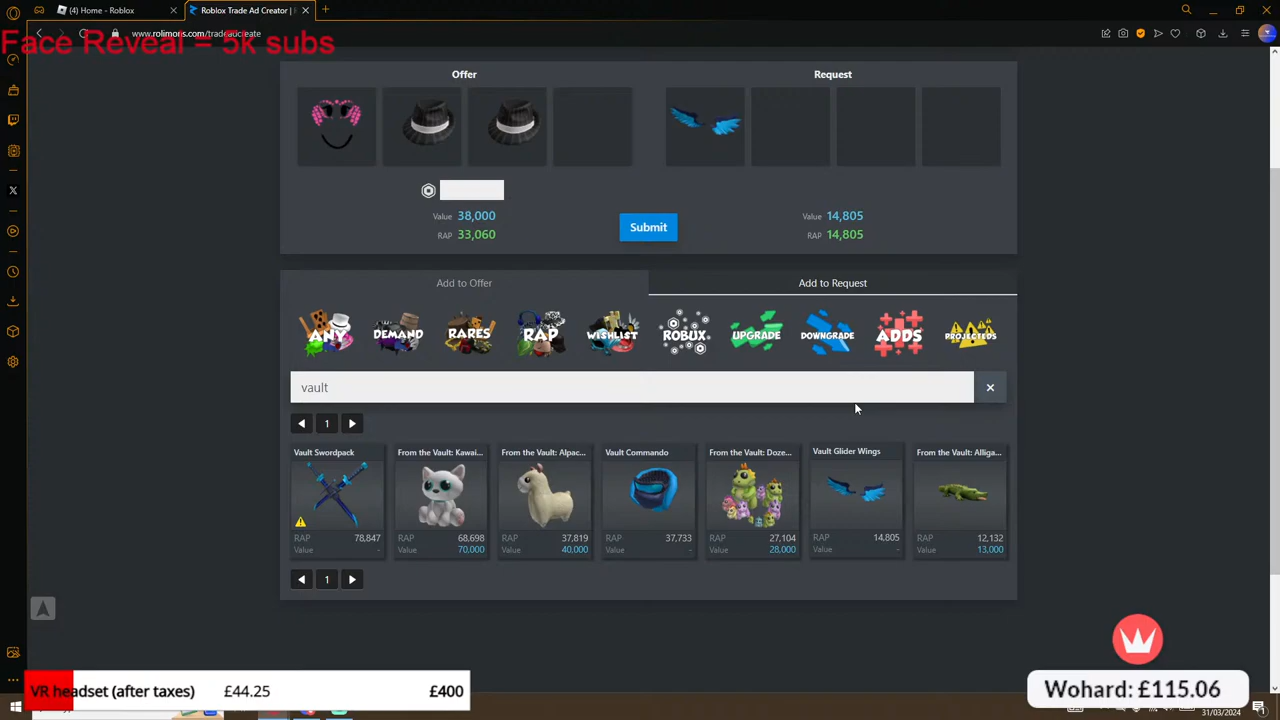 (4) Home - Roblox
Roblox Trade Ad Creator |
www.rolimons.com/tradeadcreate
Face Reveal = 5k subs
Offer
Request
Value 38,000
RAP 33,060
Submit
Value 14,805
RAP 14,805
Add to Offer
Add to Request
ANY
DEMAND
RARES
RAP
WISHLIST
ROBUX
UPGRADE
DOWNGRADE
ADDS
PROJECTEDS
vault
1
Vault Swordpack
From the Vault: Kawai...
From the Vault: Alpac...
Vault Commando
From the Vault: Doze...
Vault Glider Wings
From the Vault: Alliga...
RAP 78,847
Value -
RAP 68,698
Value 70,000
RAP 37,819
Value 40,000
RAP 37,733
Value -
RAP 27,104
Value 28,000
RAP 14,805
Value -
RAP 12,132
Value 13,000
1
VR headset (after taxes) £44.25 £400
Wohard: £115.06
31/03/2024